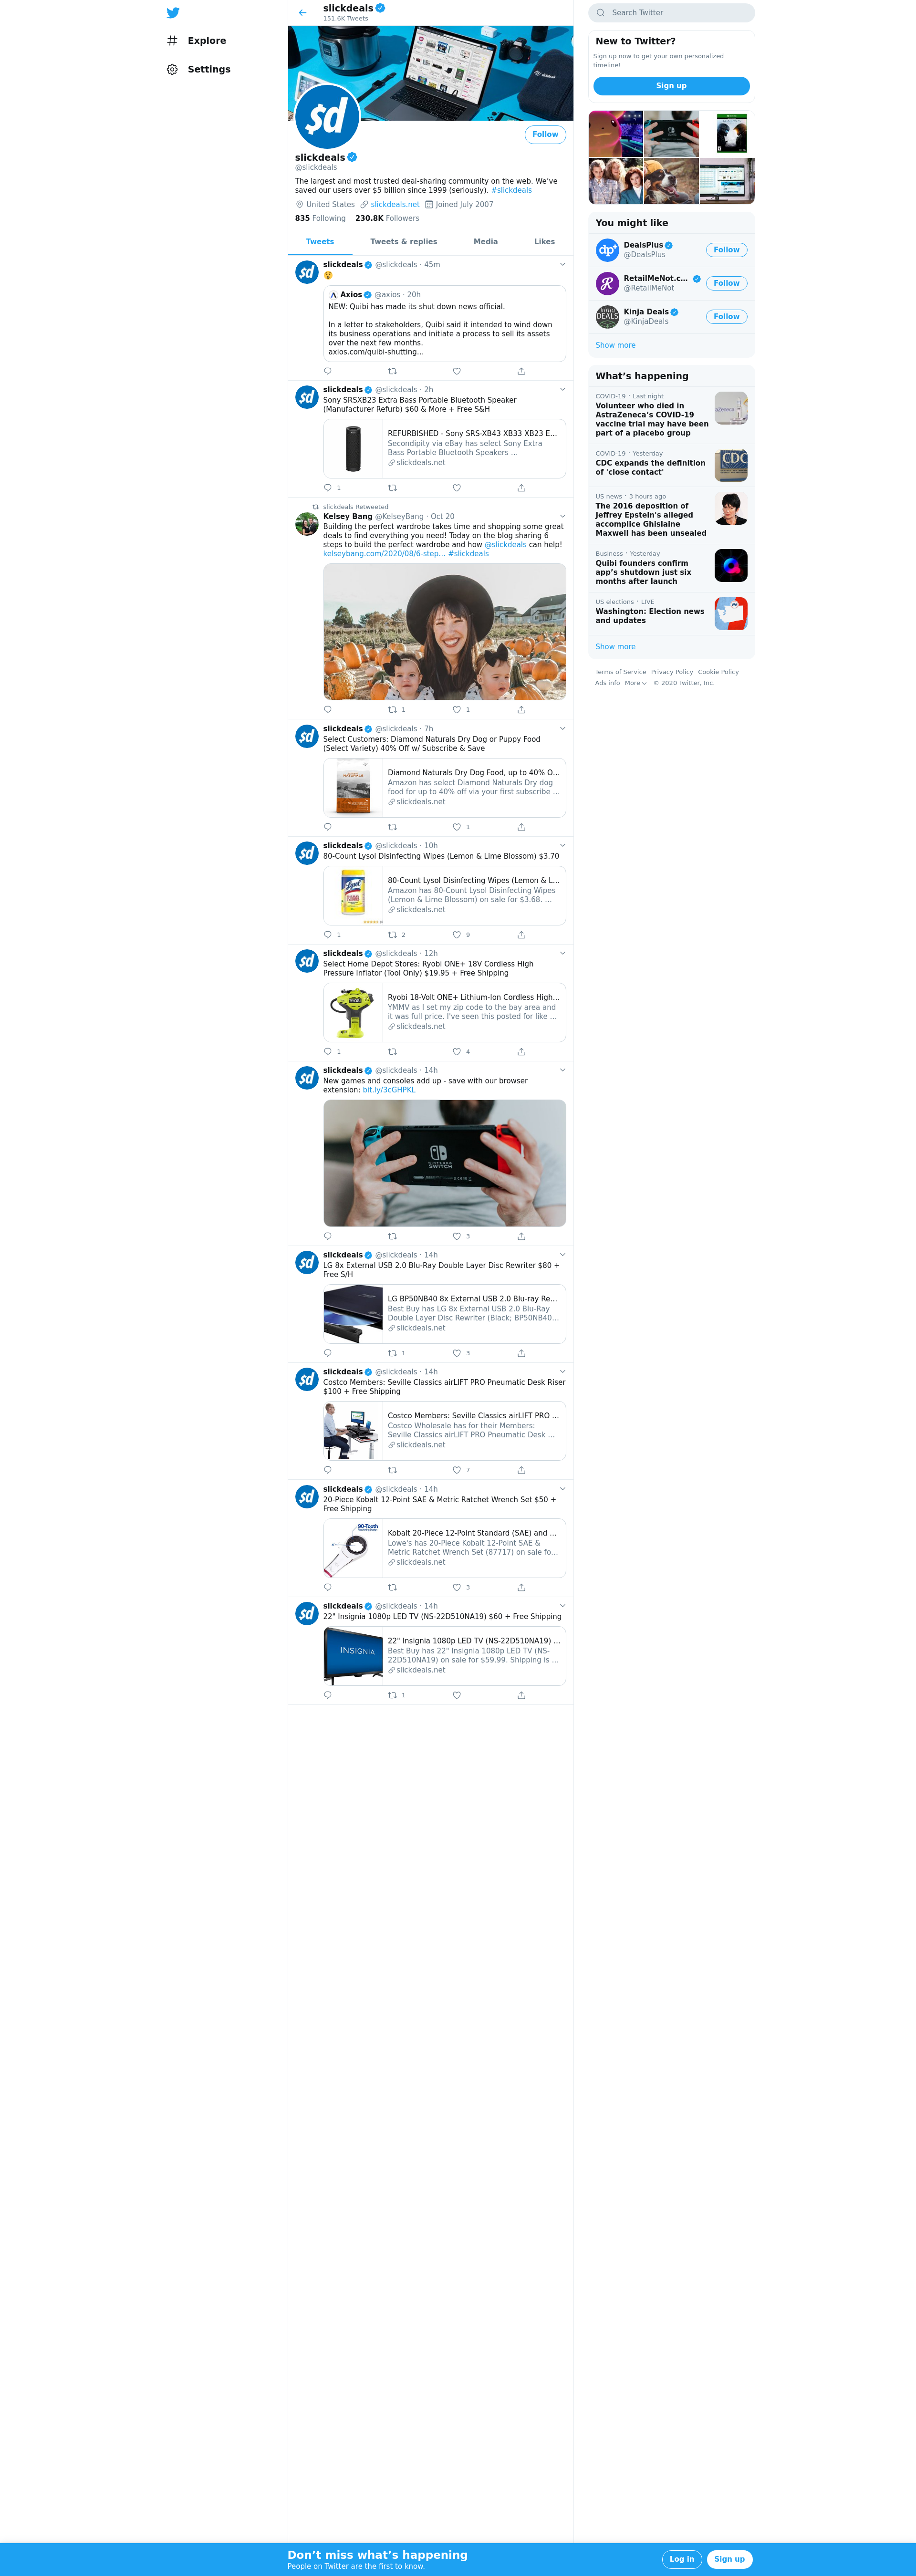 Explore
Settings
slickdeals
151.6K Tweets
$d
Follow
slickdeals
@slickdeals
The largest and most trusted deal-sharing community on the web. We’ve
saved our users over $5 billion since 1999 (seriously). #slickdeals
United States slickdeals.net Joined July 2007
835 Following 230.8K Followers
Tweets Tweets & replies Media Likes
slickdeals @slickdeals · 45m
Axios @axios · 20h
NEW: Quibi has made its shut down news official.
In a letter to stakeholders, Quibi said it intended to wind down
its business operations and initiate a process to sell its assets
over the next few months.
axios.com/quibi-shutting…
slickdeals @slickdeals · 2h
Sony SRSXB23 Extra Bass Portable Bluetooth Speaker
(Manufacturer Refurb) $60 & More + Free S&H
REFURBISHED - Sony SRS-XB43 XB33 XB23 E…
Secondipity via eBay has select Sony Extra
Bass Portable Bluetooth Speakers …
slickdeals.net
1
slickdeals Retweeted
Kelsey Bang @KelseyBang · Oct 20
Building the perfect wardrobe takes time and shopping some great
deals to find everything you need! Today on the blog sharing 6
steps to build the perfect wardrobe and how @slickdeals can help!
kelseybang.com/2020/08/6-step… #slickdeals
1 1
slickdeals @slickdeals · 7h
Select Customers: Diamond Naturals Dry Dog or Puppy Food
(Select Variety) 40% Off w/ Subscribe & Save
NATURALS
Diamond Naturals Dry Dog Food, up to 40% O…
Amazon has select Diamond Naturals Dry dog
food for up to 40% off via your first subscribe …
slickdeals.net
1
slickdeals @slickdeals · 10h
80-Count Lysol Disinfecting Wipes (Lemon & Lime Blossom) $3.70
Lysol
80-Count Lysol Disinfecting Wipes (Lemon & L…
Amazon has 80-Count Lysol Disinfecting Wipes
(Lemon & Lime Blossom) on sale for $3.68. …
slickdeals.net
1 2 9
slickdeals @slickdeals · 12h
Select Home Depot Stores: Ryobi ONE+ 18V Cordless High
Pressure Inflator (Tool Only) $19.95 + Free Shipping
Ryobi 18-Volt ONE+ Lithium-Ion Cordless High…
YMMV as I set my zip code to the bay area and
it was full price. I've seen this posted for like …
slickdeals.net
1 4
slickdeals @slickdeals · 14h
New games and consoles add up - save with our browser
extension: bit.ly/3cGHPKL
NINTENDO
SWITCH
3
slickdeals @slickdeals · 14h
LG 8x External USB 2.0 Blu-Ray Double Layer Disc Rewriter $80 +
Free S/H
LG BP50NB40 8x External USB 2.0 Blu-ray Re…
Best Buy has LG 8x External USB 2.0 Blu-Ray
Double Layer Disc Rewriter (Black; BP50NB40…
slickdeals.net
1 3
slickdeals @slickdeals · 14h
Costco Members: Seville Classics airLIFT PRO Pneumatic Desk Riser
$100 + Free Shipping
Costco Members: Seville Classics airLIFT PRO …
Costco Wholesale has for their Members:
Seville Classics airLIFT PRO Pneumatic Desk …
slickdeals.net
7
slickdeals @slickdeals · 14h
20-Piece Kobalt 12-Point SAE & Metric Ratchet Wrench Set $50 +
Free Shipping
90-Tooth
Kobalt 20-Piece 12-Point Standard (SAE) and …
Lowe's has 20-Piece Kobalt 12-Point SAE &
Metric Ratchet Wrench Set (87717) on sale fo…
slickdeals.net
3
slickdeals @slickdeals · 14h
22" Insignia 1080p LED TV (NS-22D510NA19) $60 + Free Shipping
INSIGNIA
22" Insignia 1080p LED TV (NS-22D510NA19) …
Best Buy has 22" Insignia 1080p LED TV (NS-
22D510NA19) on sale for $59.99. Shipping is …
slickdeals.net
1
Search Twitter
New to Twitter?
Sign up now to get your own personalized
timeline!
Sign up
You might like
dp
DealsPlus
@DealsPlus
Follow
RetailMeNot.c…
@RetailMeNot
Follow
DEALS
Kinja Deals
@KinjaDeals
Follow
Show more
What’s happening
COVID-19 · Last night
Volunteer who died in
AstraZeneca’s COVID-19
vaccine trial may have been
part of a placebo group
COVID-19 · Yesterday
CDC expands the definition
of 'close contact'
CDC
US news · 3 hours ago
The 2016 deposition of
Jeffrey Epstein's alleged
accomplice Ghislaine
Maxwell has been unsealed
Business · Yesterday
Quibi founders confirm
app’s shutdown just six
months after launch
US elections · LIVE
Washington: Election news
and updates
Show more
Terms of Service Privacy Policy Cookie Policy
Ads info More © 2020 Twitter, Inc.
Don’t miss what’s happening
People on Twitter are the first to know.
Log in Sign up